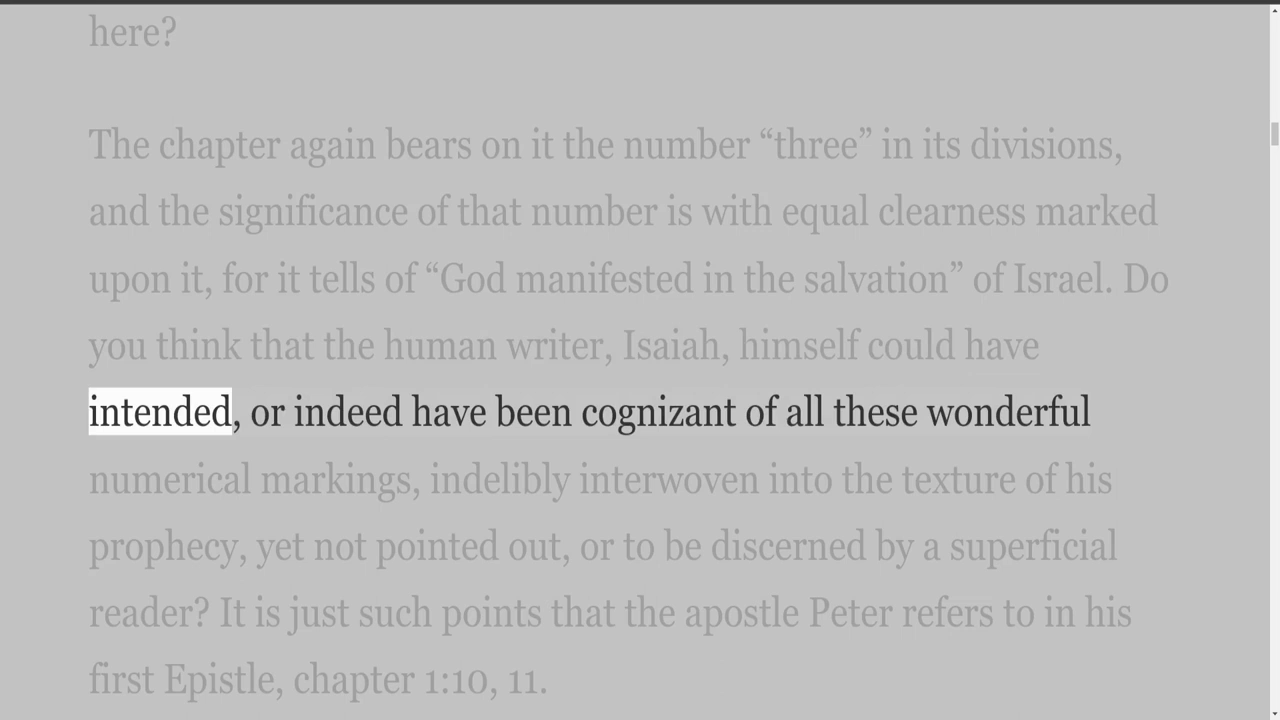 here?
The chapter again bears on it the number “three” in its divisions,
and the significance of that number is with equal clearness marked
upon it, for it tells of “God manifested in the salvation” of Israel. Do
you think that the human writer, Isaiah, himself could have
intended, or indeed have been cognizant of all these wonderful
numerical markings, indelibly interwoven into the texture of his
prophecy, yet not pointed out, or to be discerned by a superficial
reader? It is just such points that the apostle Peter refers to in his
first Epistle, chapter 1:10, 11.